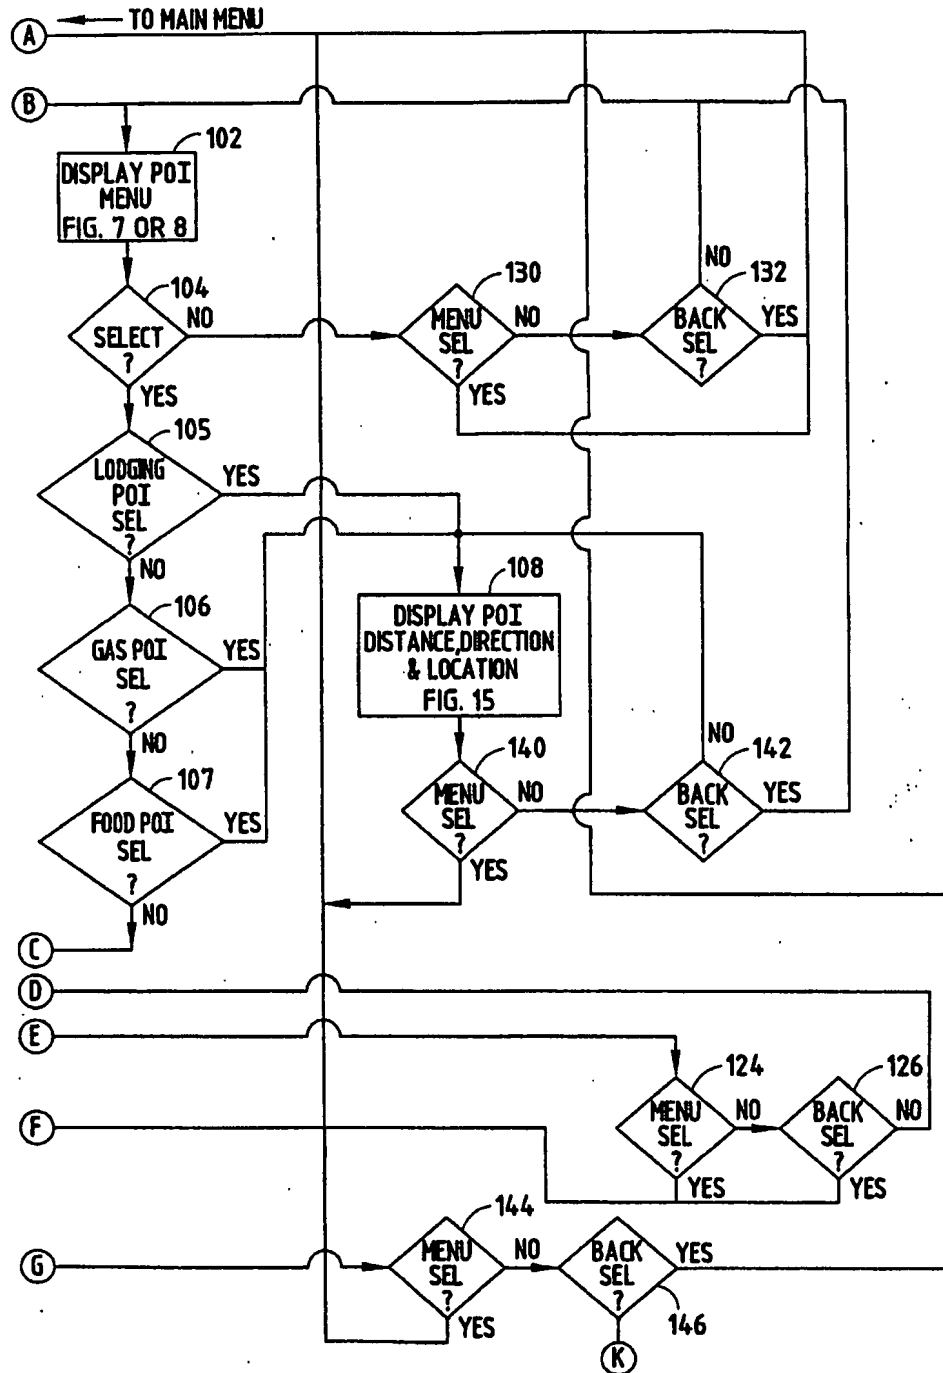 A
TO MAIN MENU
B
102
DISPLAY POI
MENU
FIG. 7 OR 8
104
SELECT
?
NO
YES
130
MENU
SEL
?
NO
YES
NO
132
BACK
SEL
?
YES
105
LODGING
POI
SEL
?
YES
NO
106
GAS POI
SEL
?
YES
NO
107
FOOD POI
SEL
?
YES
NO
108
DISPLAY POI
DISTANCE, DIRECTION
& LOCATION
FIG. 15
140
MENU
SEL
?
NO
YES
NO
142
BACK
SEL
?
YES
C
D
E
F
124
MENU
SEL
?
NO
YES
126
BACK
SEL
?
NO
YES
G
144
MENU
SEL
?
NO
YES
BACK
SEL
?
YES
146
K